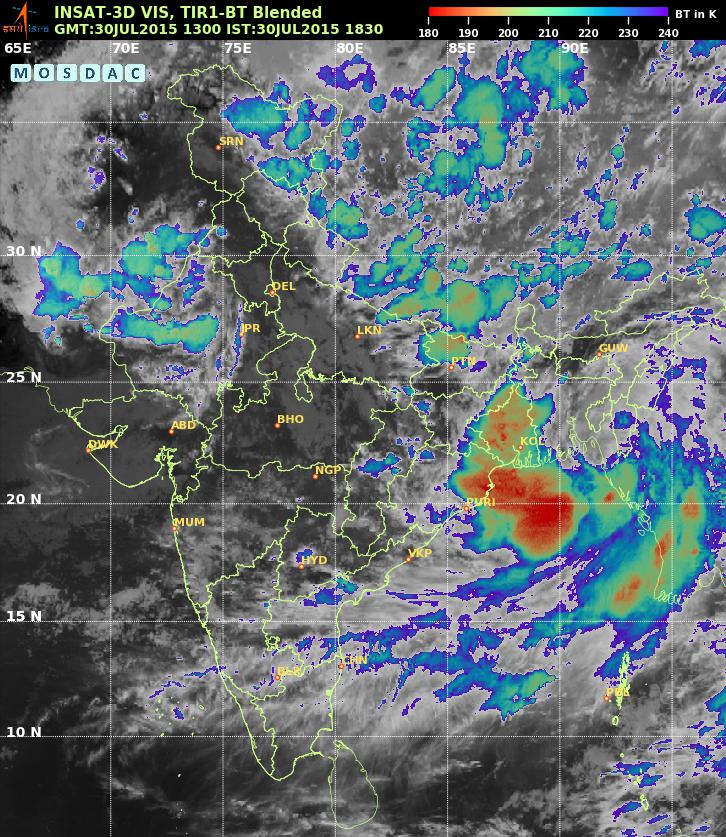 INSAT-3D VIS, TIR1-BT Blended
GMT:30JUL2015 1300 IST:30JUL2015 1830
BT in K
180 190 200 210 220 230 240
65E 70E 75E 80E 85E 90E
MOSDAC
SRN
30 N
DEL
JPR
LKN
GUW
PTN
25 N
BHO
ABD
DWK
KOL
NGP
20 N
PURI
MUM
VKP
HYD
15 N
CHN
BLR
PBL
10 N